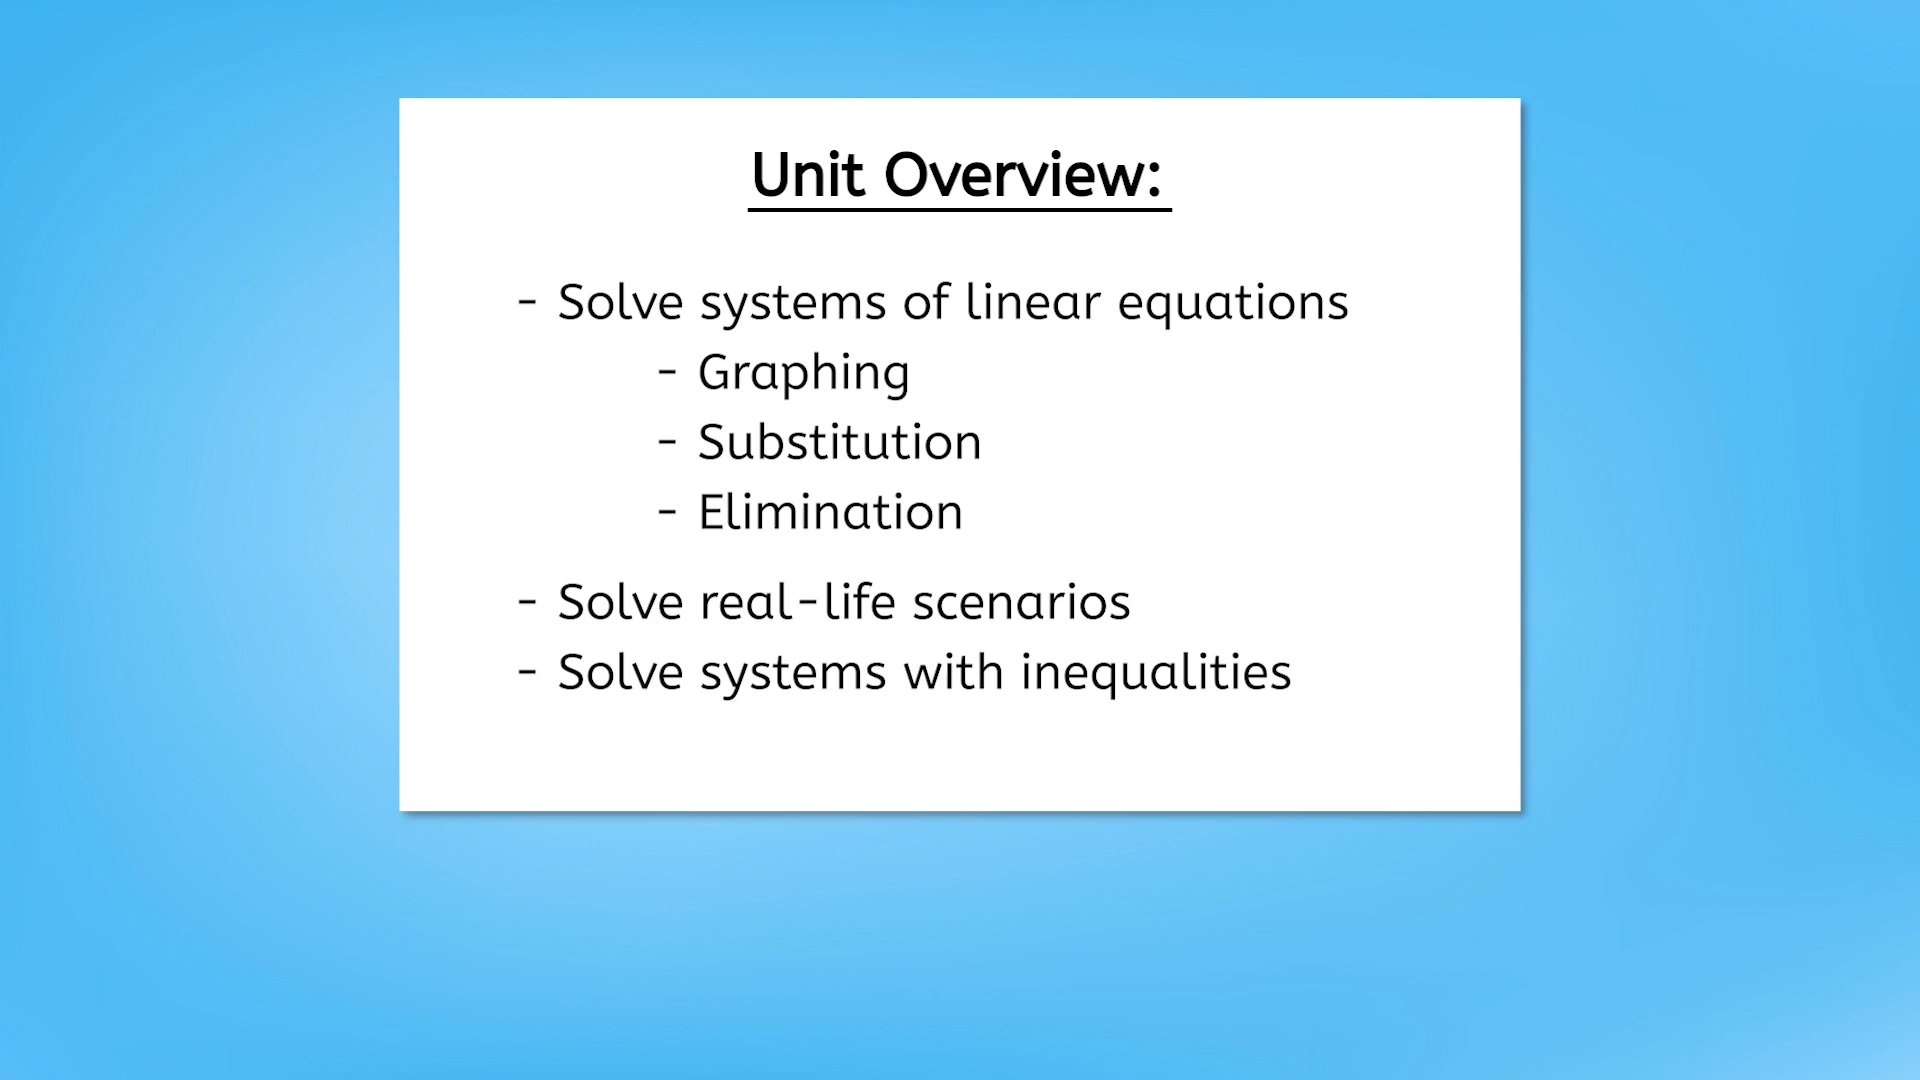 Unit Overview:
- Solve systems of linear equations
- Graphing
- Substitution
- Elimination
- Solve real-life scenarios
- Solve systems with inequalities